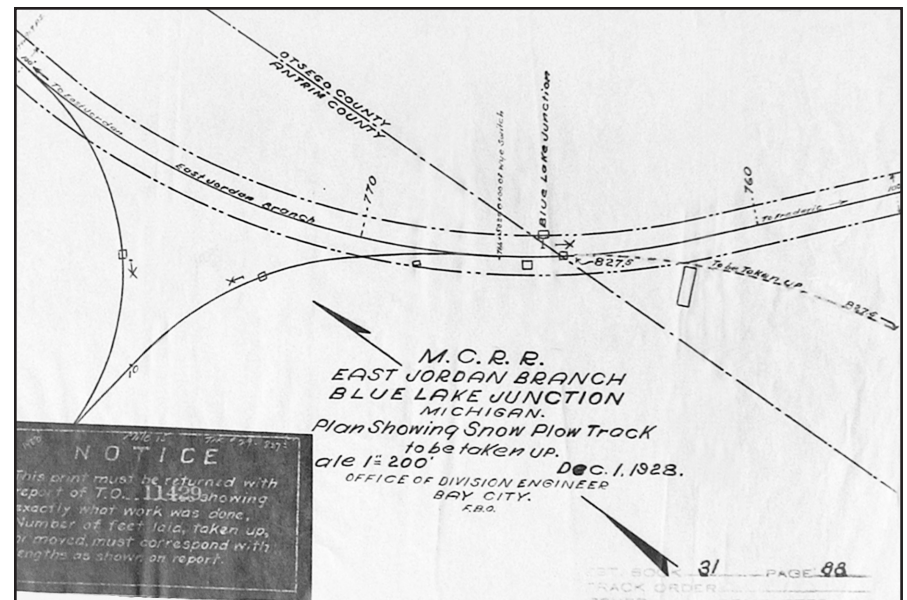 OTSEGO COUNTY
ANTRIM COUNTY
To East Jordan
East Jordan Branch
770
Blue Lake Junction
760
To Frederic
827.5
To be Taken up
827.5
M.C.R.R.
EAST JORDAN BRANCH
BLUE LAKE JUNCTION
MICHIGAN.
Plan Showing Snow Plow Track
to be taken up.
ale 1"=200'
Dec. 1, 1928.
OFFICE OF DIVISION ENGINEER
BAY CITY.
F.B.O.
NOTICE
This print must be returned with
report of T.O. 11429 showing
exactly what work was done,
Number of feet laid, taken up,
or moved, must correspond with
lengths as shown on report.
BOOK 31 PAGE 88
TRACK ORDER